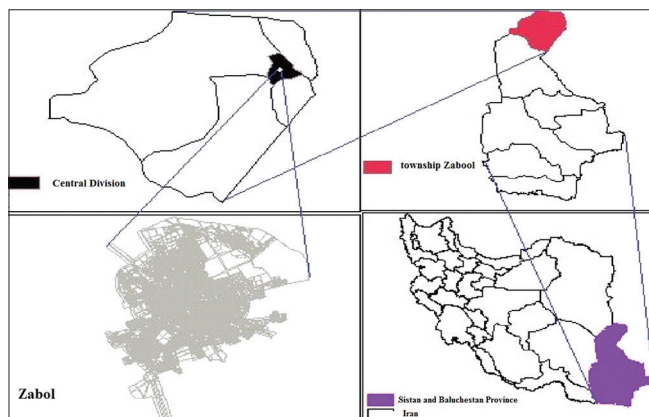 Central Division
township Zabool
Zabol
Sistan and Baluchestan Province
Iran